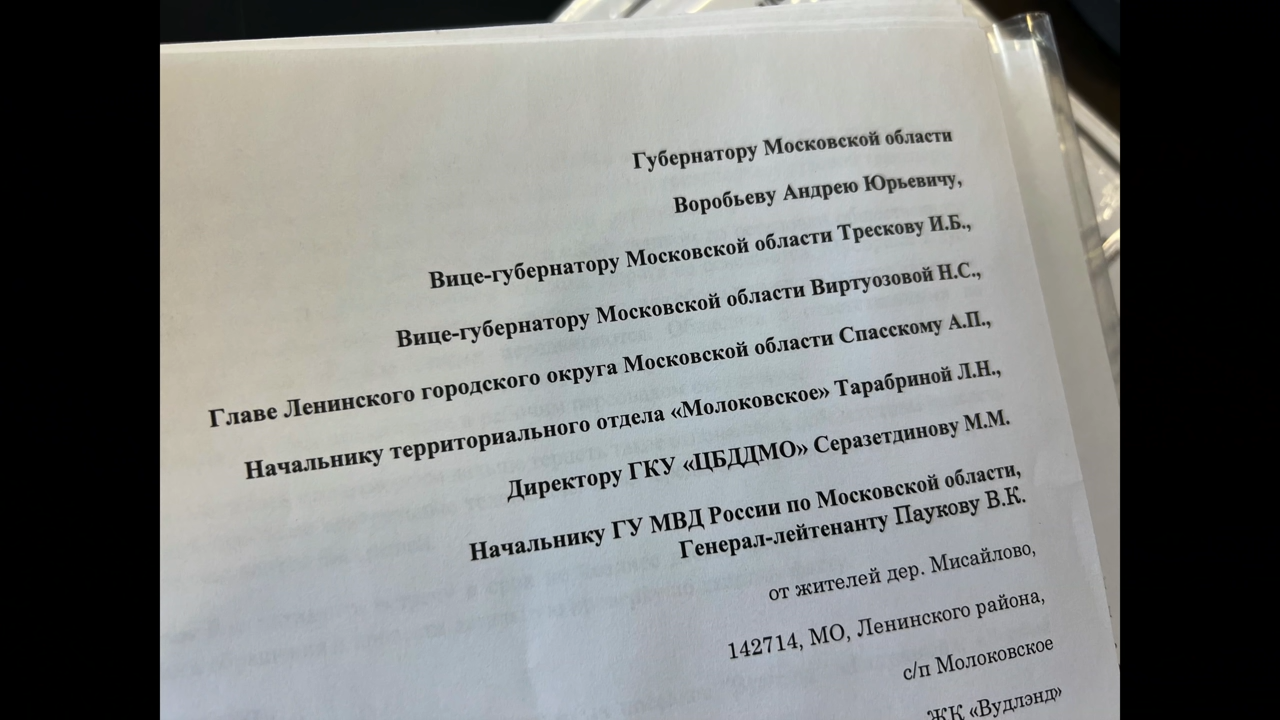 Губернатору Московской области
Воробьеву Андрею Юрьевичу,
Вице-губернатору Московской области Трескову И.Б.,
Вице-губернатору Московской области Виртуозовой Н.С.,
Главе Ленинского городского округа Московской области Спасскому А.П.,
Начальнику территориального отдела «Молоковское» Тарабриной Л.Н.,
Директору ГКУ «ЦБДДМО» Серазетдинову М.М.
Начальнику ГУ МВД России по Московской области,
Генерал-лейтенанту Паукову В.К.
от жителей дер. Мисайлово,
142714, МО, Ленинского района,
с/п Молоковское
ЖК «Вудлэнд»